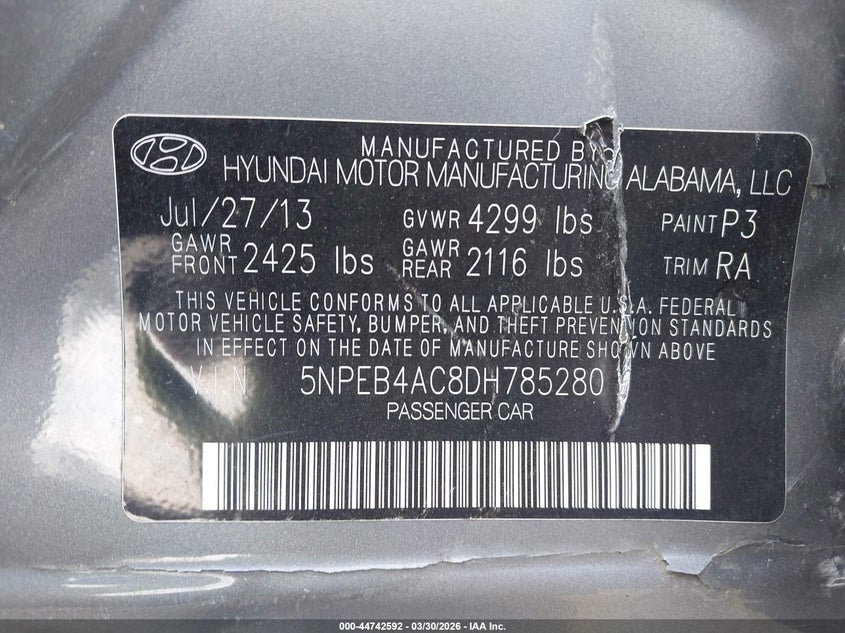 MANUFACTURED BY
HYUNDAI MOTOR MANUFACTURING ALABAMA, LLC
Jul/27/13 GVWR 4299 lbs PAINT P3
GAWR FRONT 2425 lbs GAWR REAR 2116 lbs TRIM RA
THIS VEHICLE CONFORMS TO ALL APPLICABLE U.S.A. FEDERAL
MOTOR VEHICLE SAFETY, BUMPER, AND THEFT PREVENTION STANDARDS
IN EFFECT ON THE DATE OF MANUFACTURE SHOWN ABOVE
V.I.N 5NPEB4AC8DH785280
PASSENGER CAR
000-44742592 - 03/30/2026 - IAA Inc.